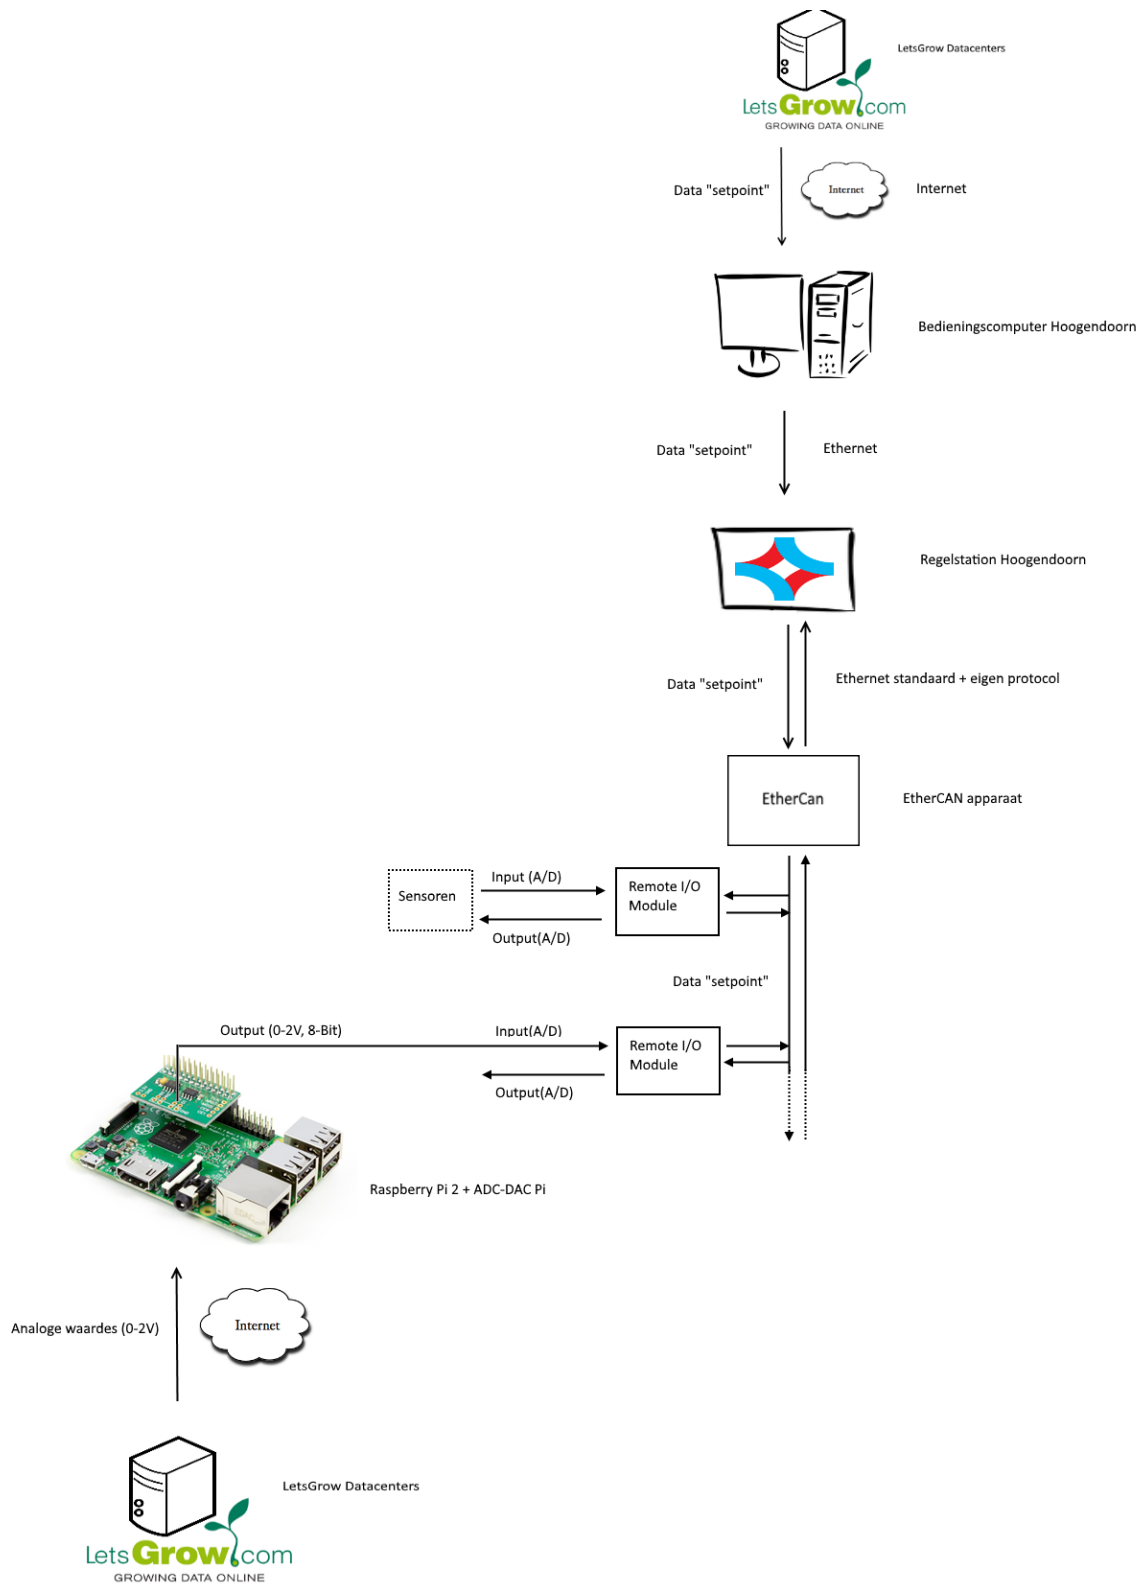 LetsGrow Datacenters
LetsGrow.com
GROWING DATA ONLINE
Data "setpoint"
Internet
Internet
Bedieningscomputer Hoogendoorn
Data "setpoint"
Ethernet
Regelstation Hoogendoorn
Data "setpoint"
Ethernet standaard + eigen protocol
EtherCan
EtherCAN apparaat
Sensoren
Input (A/D)
Output(A/D)
Remote I/O
Module
Data "setpoint"
Output (0-2V, 8-Bit)
Input(A/D)
Output(A/D)
Remote I/O
Module
Raspberry Pi 2 + ADC-DAC Pi
Analoge waardes (0-2V)
Internet
LetsGrow Datacenters
LetsGrow.com
GROWING DATA ONLINE